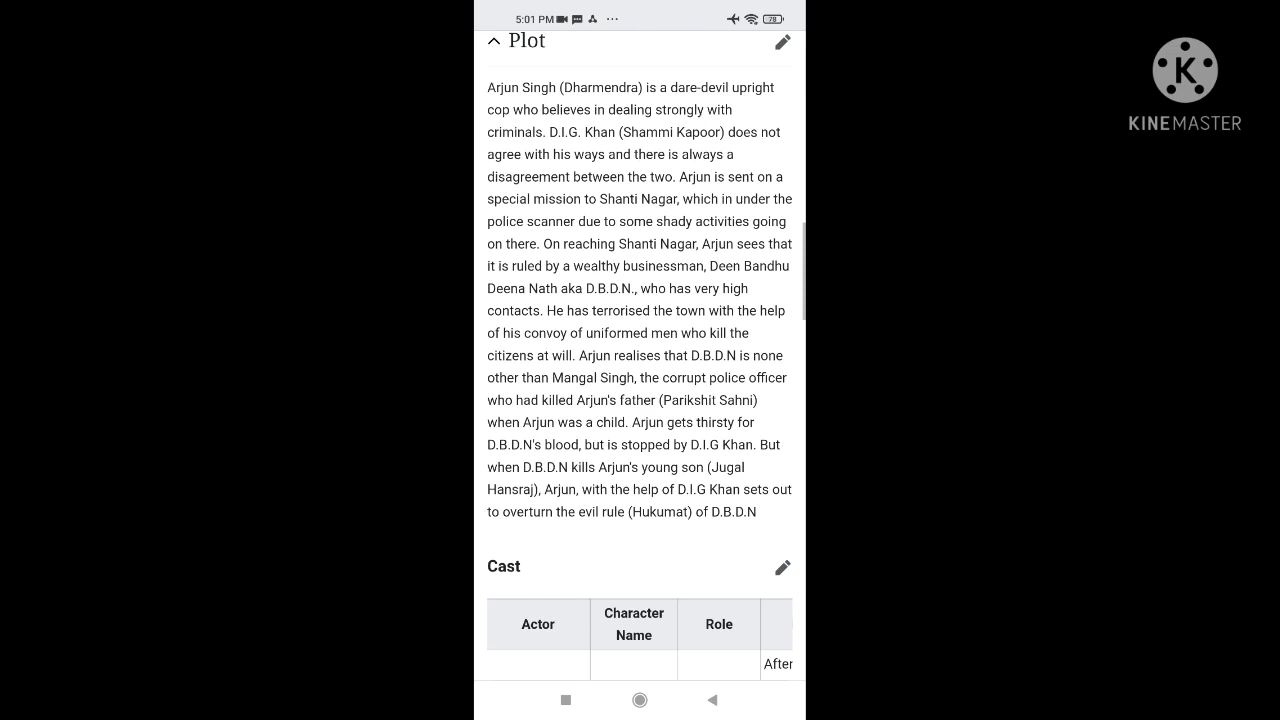 5:01 PM
78
Plot
Arjun Singh (Dharmendra) is a dare-devil upright
cop who believes in dealing strongly with
criminals. D.I.G. Khan (Shammi Kapoor) does not
agree with his ways and there is always a
disagreement between the two. Arjun is sent on a
special mission to Shanti Nagar, which in under the
police scanner due to some shady activities going
on there. On reaching Shanti Nagar, Arjun sees that
it is ruled by a wealthy businessman, Deen Bandhu
Deena Nath aka D.B.D.N., who has very high
contacts. He has terrorised the town with the help
of his convoy of uniformed men who kill the
citizens at will. Arjun realises that D.B.D.N is none
other than Mangal Singh, the corrupt police officer
who had killed Arjun's father (Parikshit Sahni)
when Arjun was a child. Arjun gets thirsty for
D.B.D.N's blood, but is stopped by D.I.G Khan. But
when D.B.D.N kills Arjun's young son (Jugal
Hansraj), Arjun, with the help of D.I.G Khan sets out
to overturn the evil rule (Hukumat) of D.B.D.N
Cast
Actor
Character
Name
Role
After
K
KINEMASTER